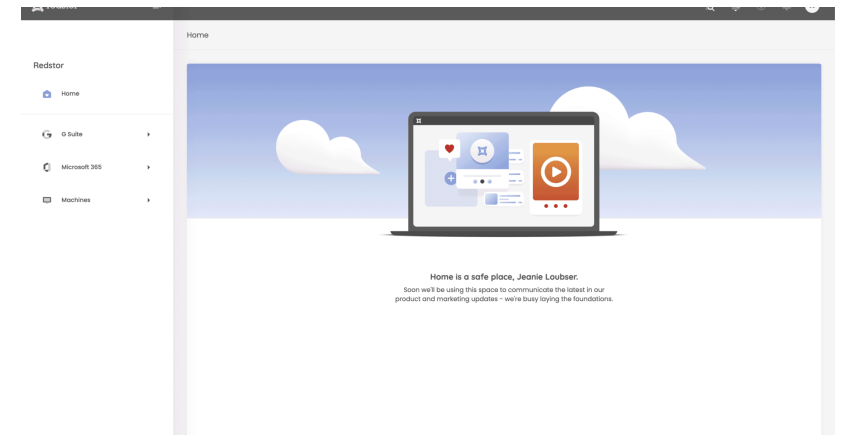 Home
Redstor
Home
G Suite
Microsoft 365
Machines
Home is a safe place, Jeanie Loubser.
Soon we'll be using this space to communicate the latest in our
product and marketing updates - we're busy laying the foundations.